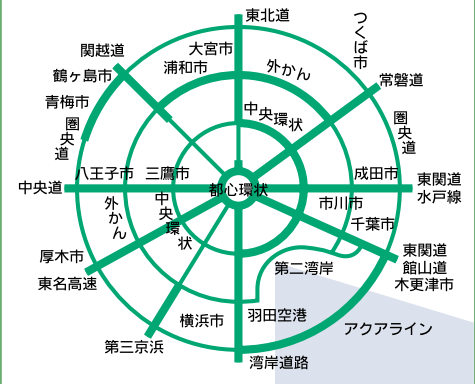 東北道
つくば市
関越道
大宮市
浦和市
外かん
鶴ヶ島市
常磐道
青梅市
圏央道
中央環状
圏央道
八王子市
三鷹市
成田市
中央道
都心環状
東関道
水戸線
外かん
中央環状
市川市
千葉市
厚木市
東関道
館山道
木更津市
東名高速
第二湾岸
羽田空港
横浜市
アクアライン
第三京浜
湾岸道路